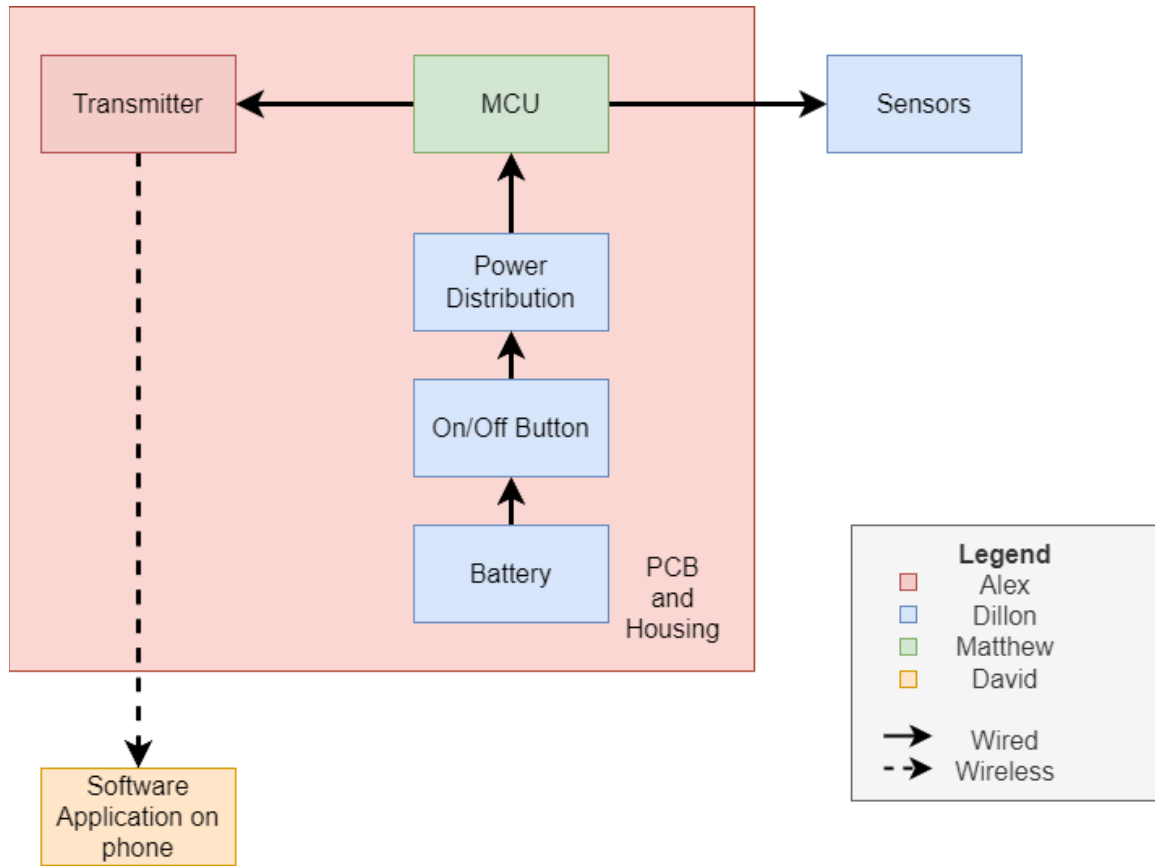 Transmitter
MCU
Sensors
Power
Distribution
On/Off Button
Battery
PCB
and
Housing
Software
Application on
phone
Legend
Alex
Dillon
Matthew
David
Wired
Wireless